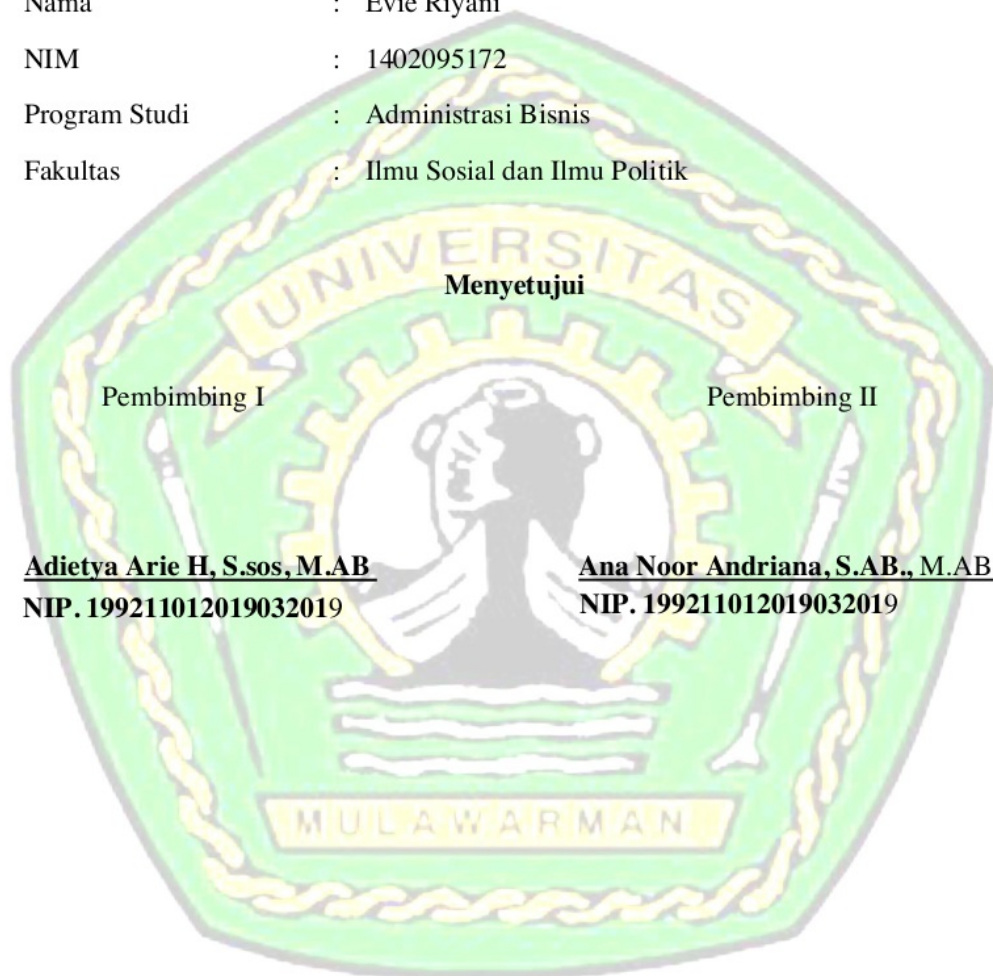 Nama : Evie Riyani
NIM : 1402095172
Program Studi : Administrasi Bisnis
Fakultas : Ilmu Sosial dan Ilmu Politik
UNIVERSITAS
Menyetujui
Pembimbing I Pembimbing II
Adietya Arie H, S.sos, M.AB Ana Noor Andriana, S.AB., M.AB
NIP. 199211012019032019 NIP. 199211012019032019
MULAWARMAN